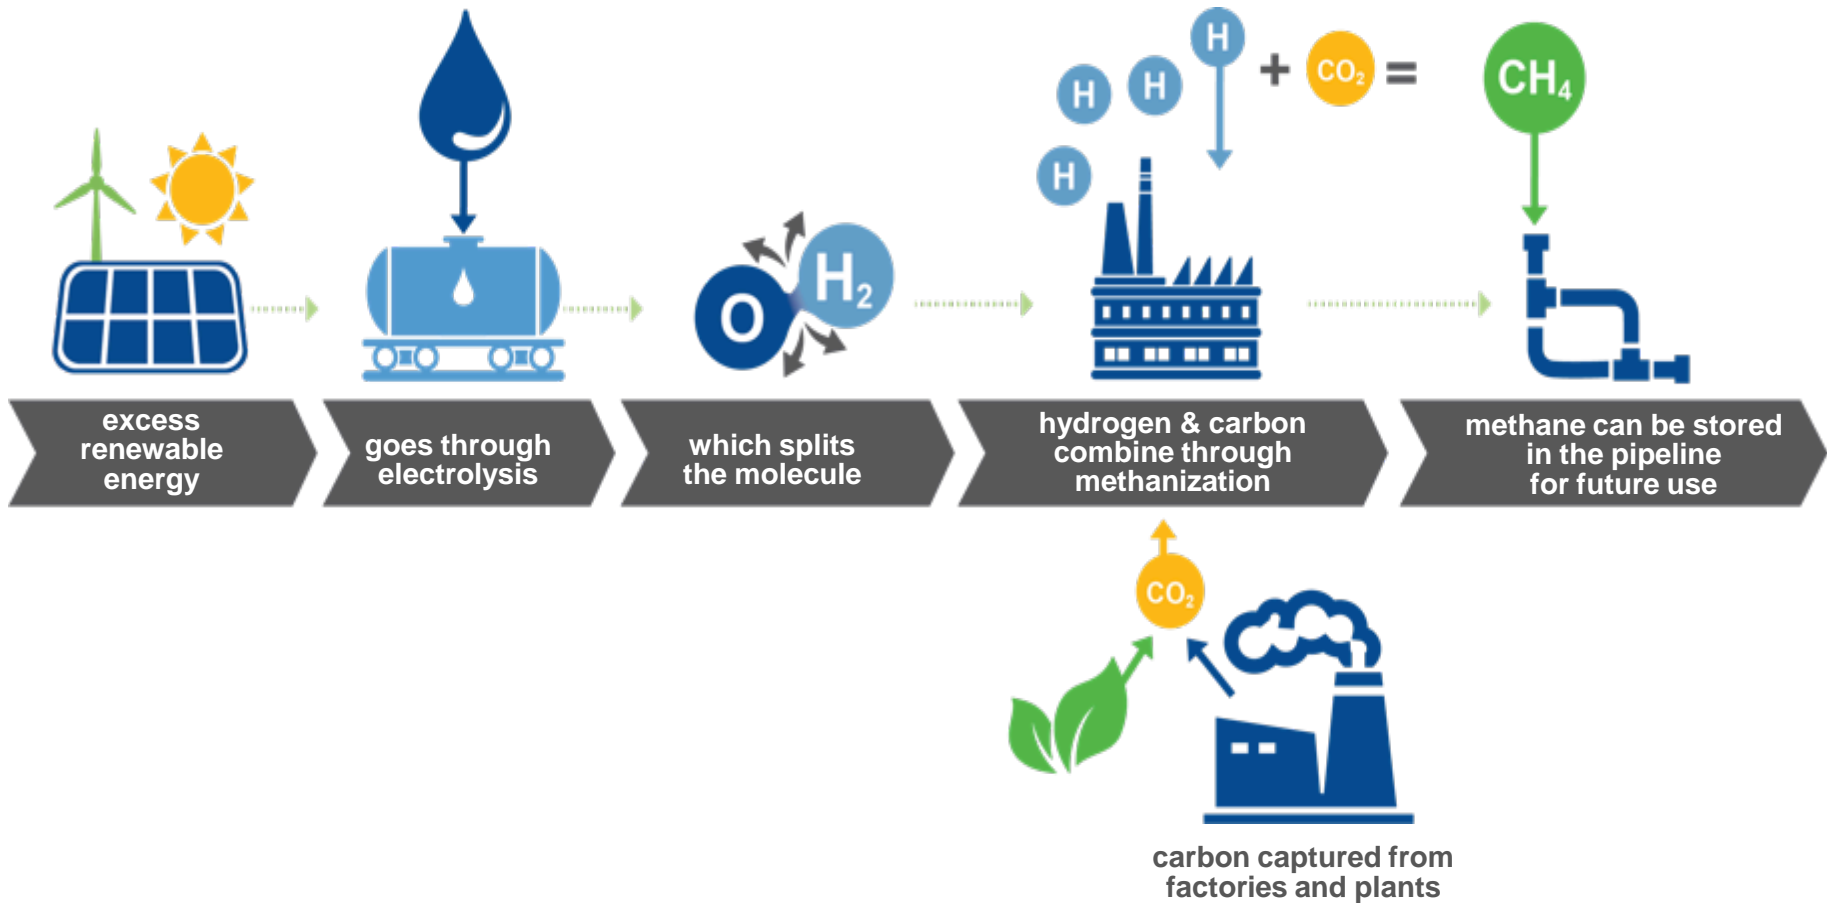 H
H
H
H
+
CO₂
=
CH₄
O
H₂
excess
renewable
energy
goes through
electrolysis
which splits
the molecule
hydrogen & carbon
combine through
methanization
methane can be stored
in the pipeline
for future use
CO₂
carbon captured from
factories and plants